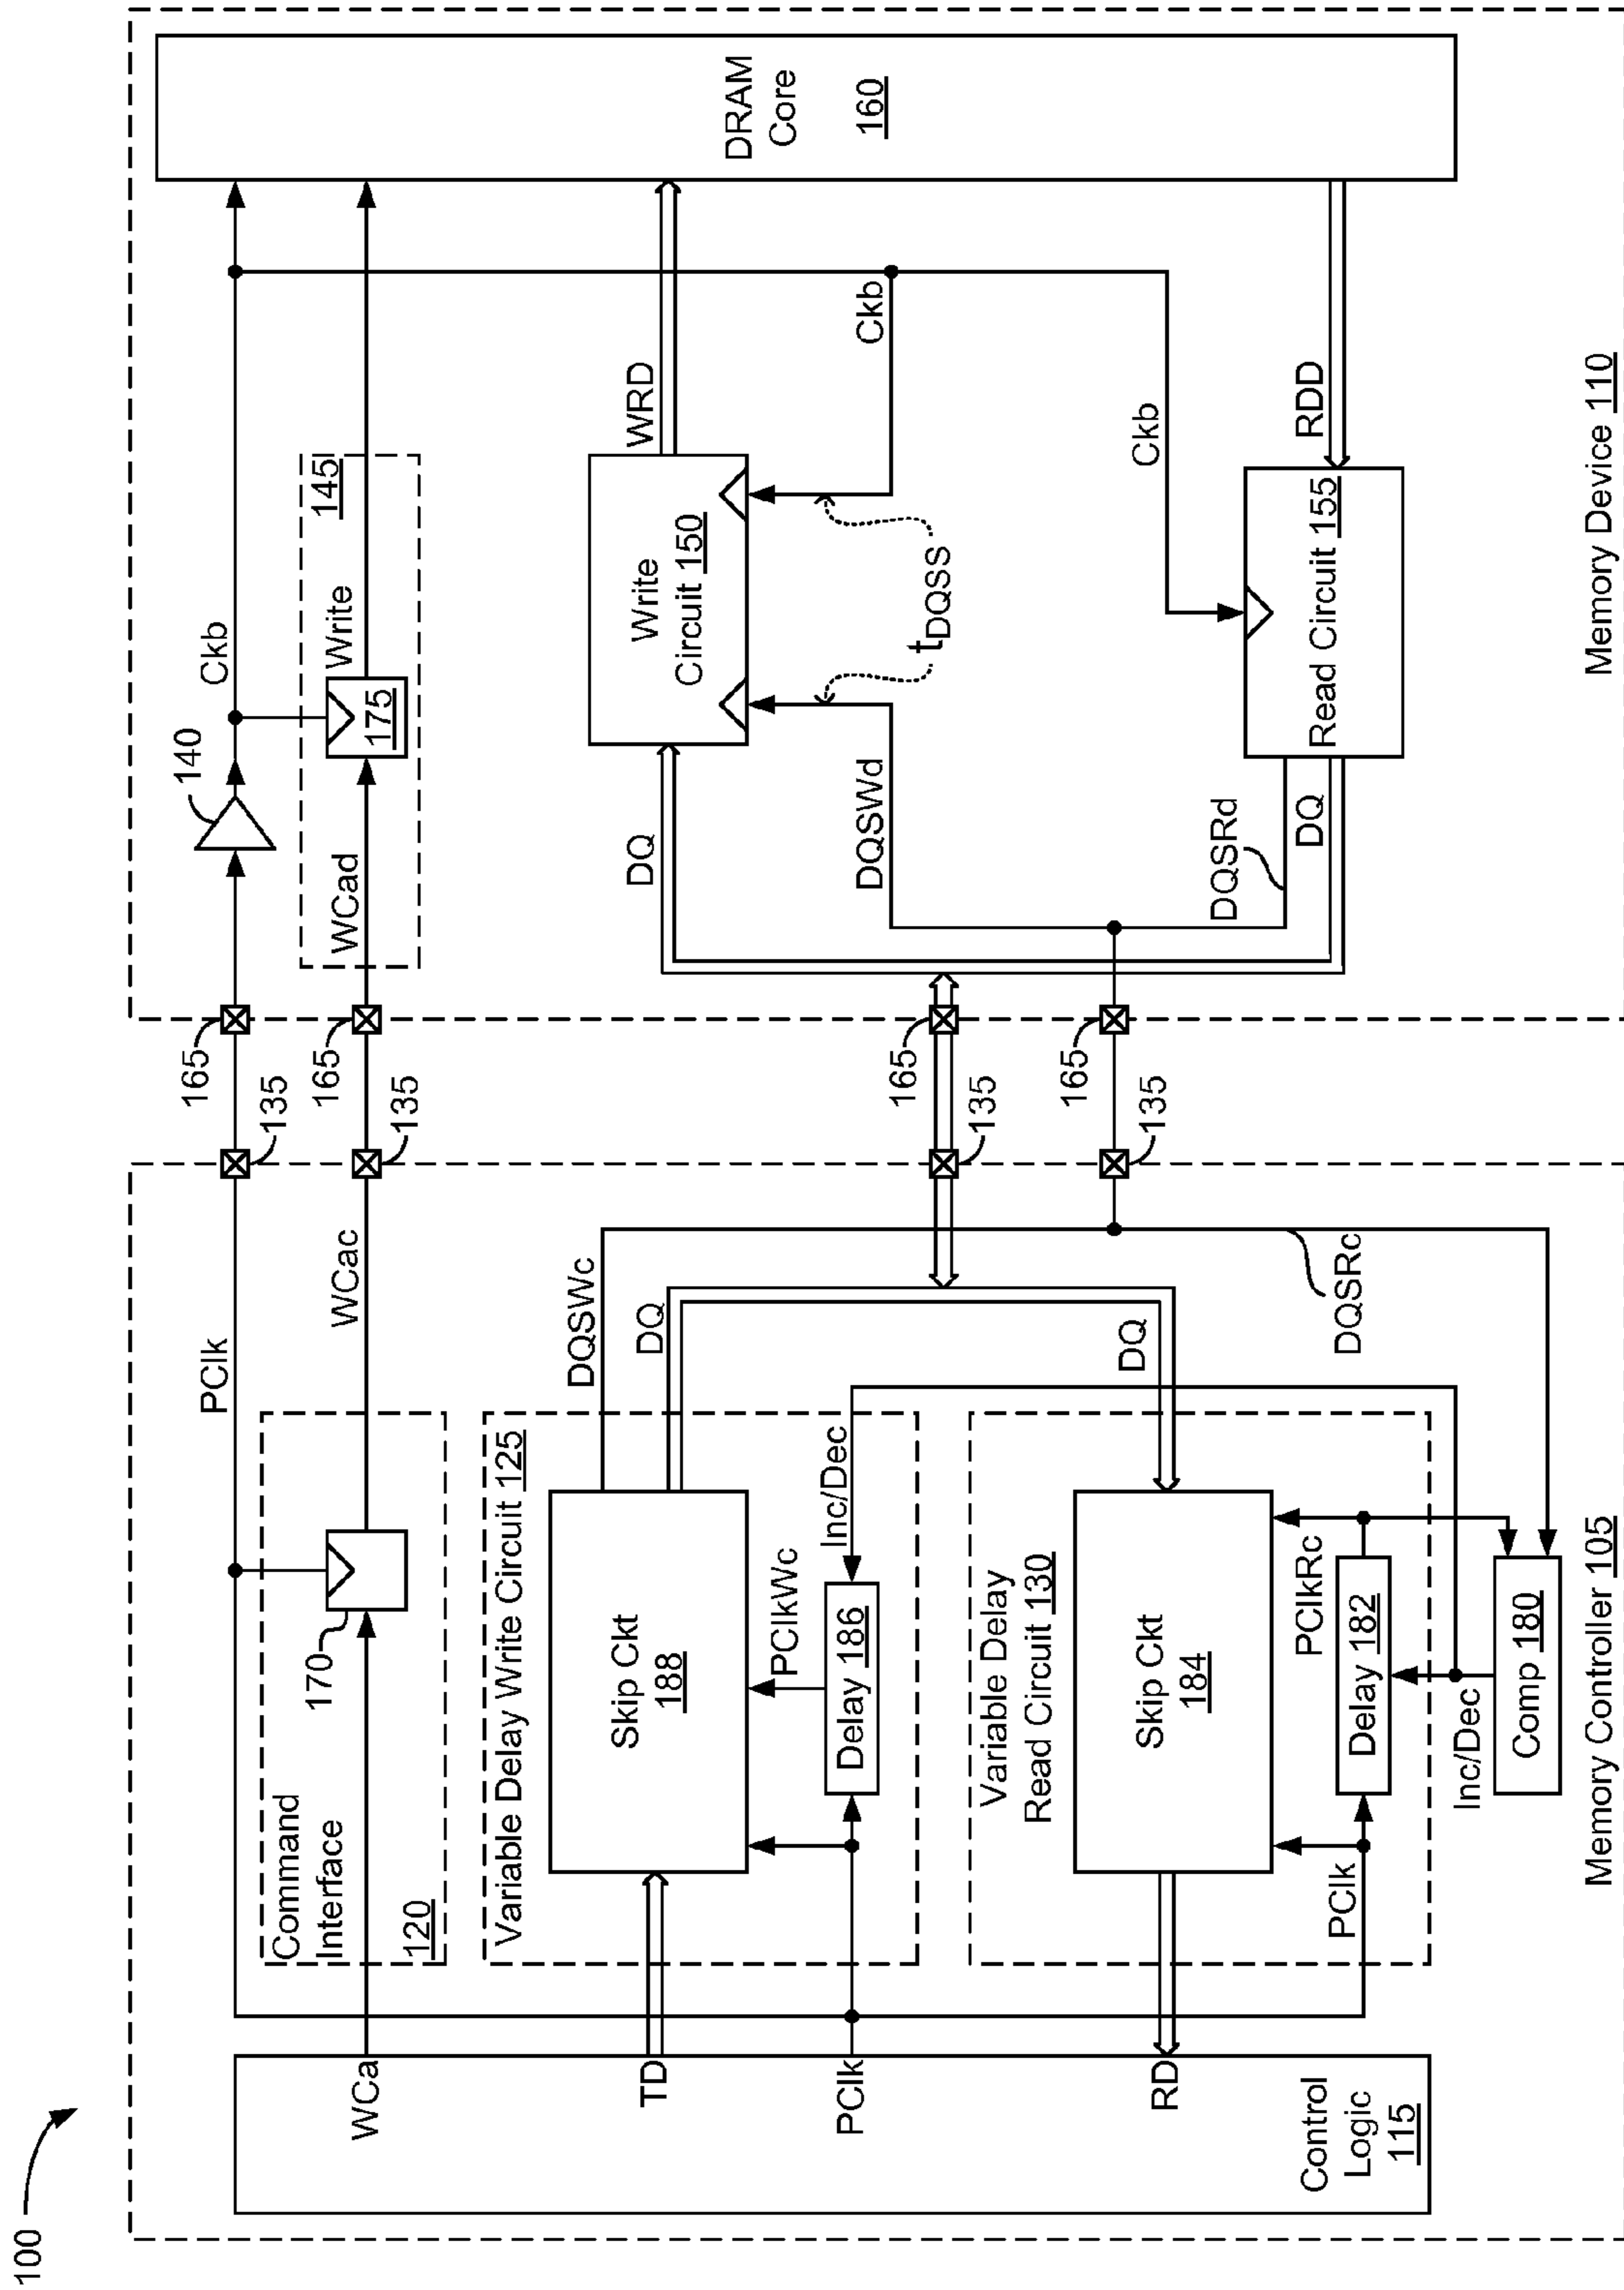 100
WCa
TD
PClk
RD
Control
Logic
115
Command
Interface
120
170
PClk
WCac
Variable Delay Write Circuit 125
Skip Ckt
188
PClkWc
Delay 186
Inc/Dec
DQSWc
DQ
DQ
Variable Delay
Read Circuit 130
Skip Ckt
184
PClk
PClkRc
Delay 182
Inc/Dec
Comp 180
DQSRc
Memory Controller 105
135
135
135
135
165
165
165
165
140
Ckb
WCad
175
Write
145
DQ
DQSWd
Write
Circuit 150
WRD
tDQSS
Ckb
Ckb
DQSRd
DQ
Read Circuit 155
RDD
DRAM
Core
160
Memory Device 110